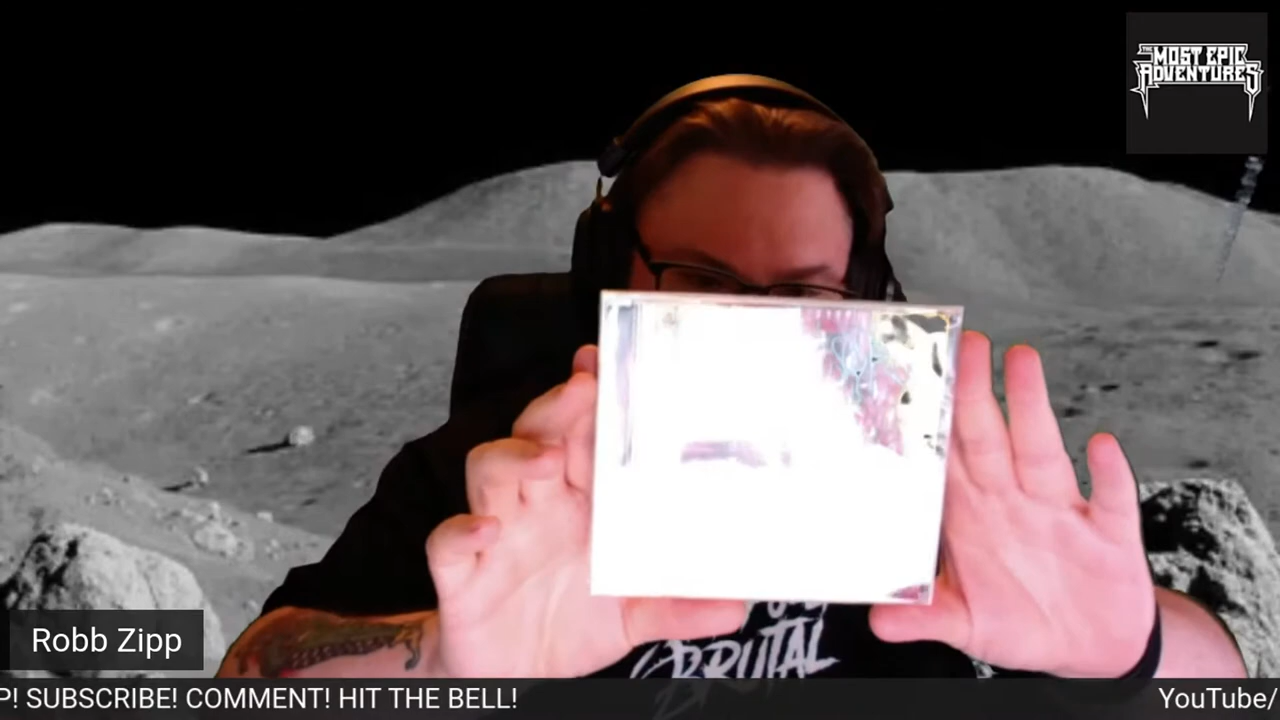 THE
MOST EPIC
ADVENTURES
BRUTAL
Robb Zipp
P! SUBSCRIBE! COMMENT! HIT THE BELL!
YouTube/